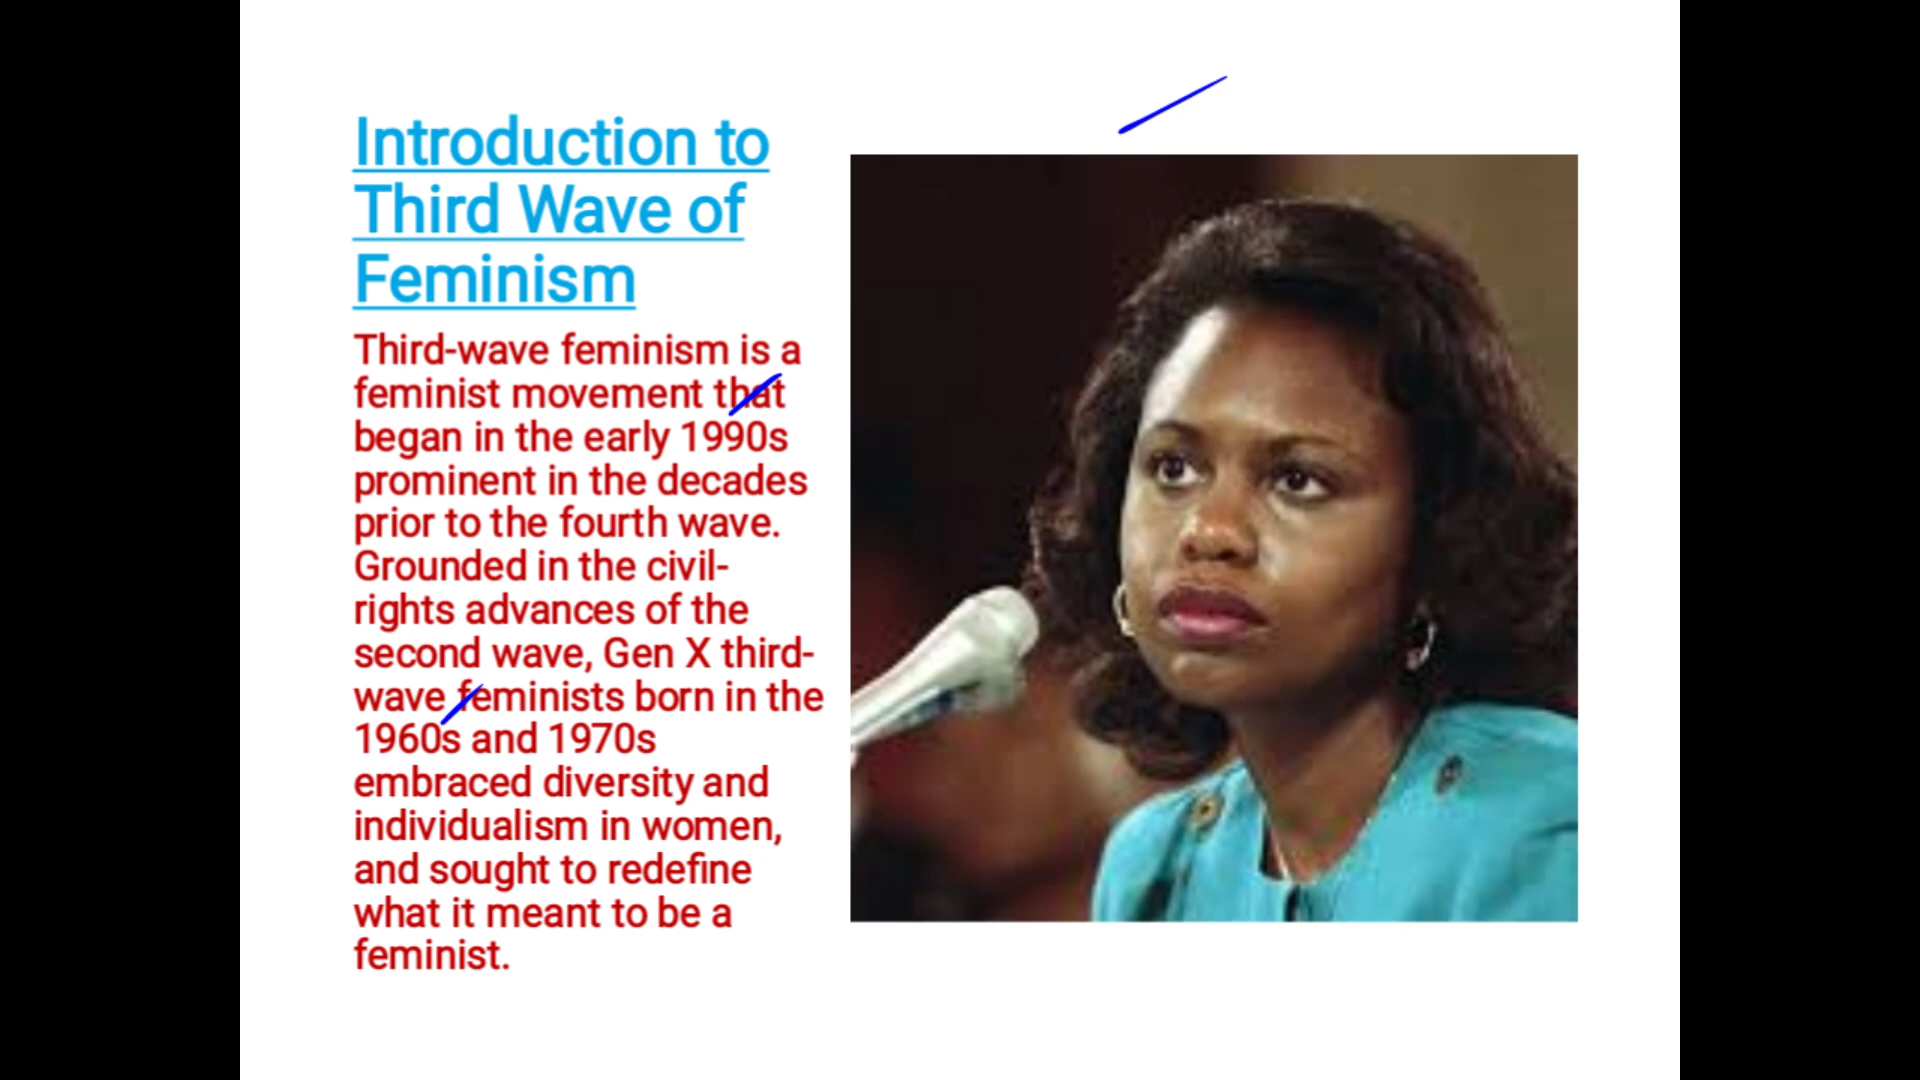 Introduction to
Third Wave of
Feminism
Third-wave feminism is a
feminist movement that
began in the early 1990s
prominent in the decades
prior to the fourth wave.
Grounded in the civil-
rights advances of the
second wave, Gen X third-
wave feminists born in the
1960s and 1970s
embraced diversity and
individualism in women,
and sought to redefine
what it meant to be a
feminist.